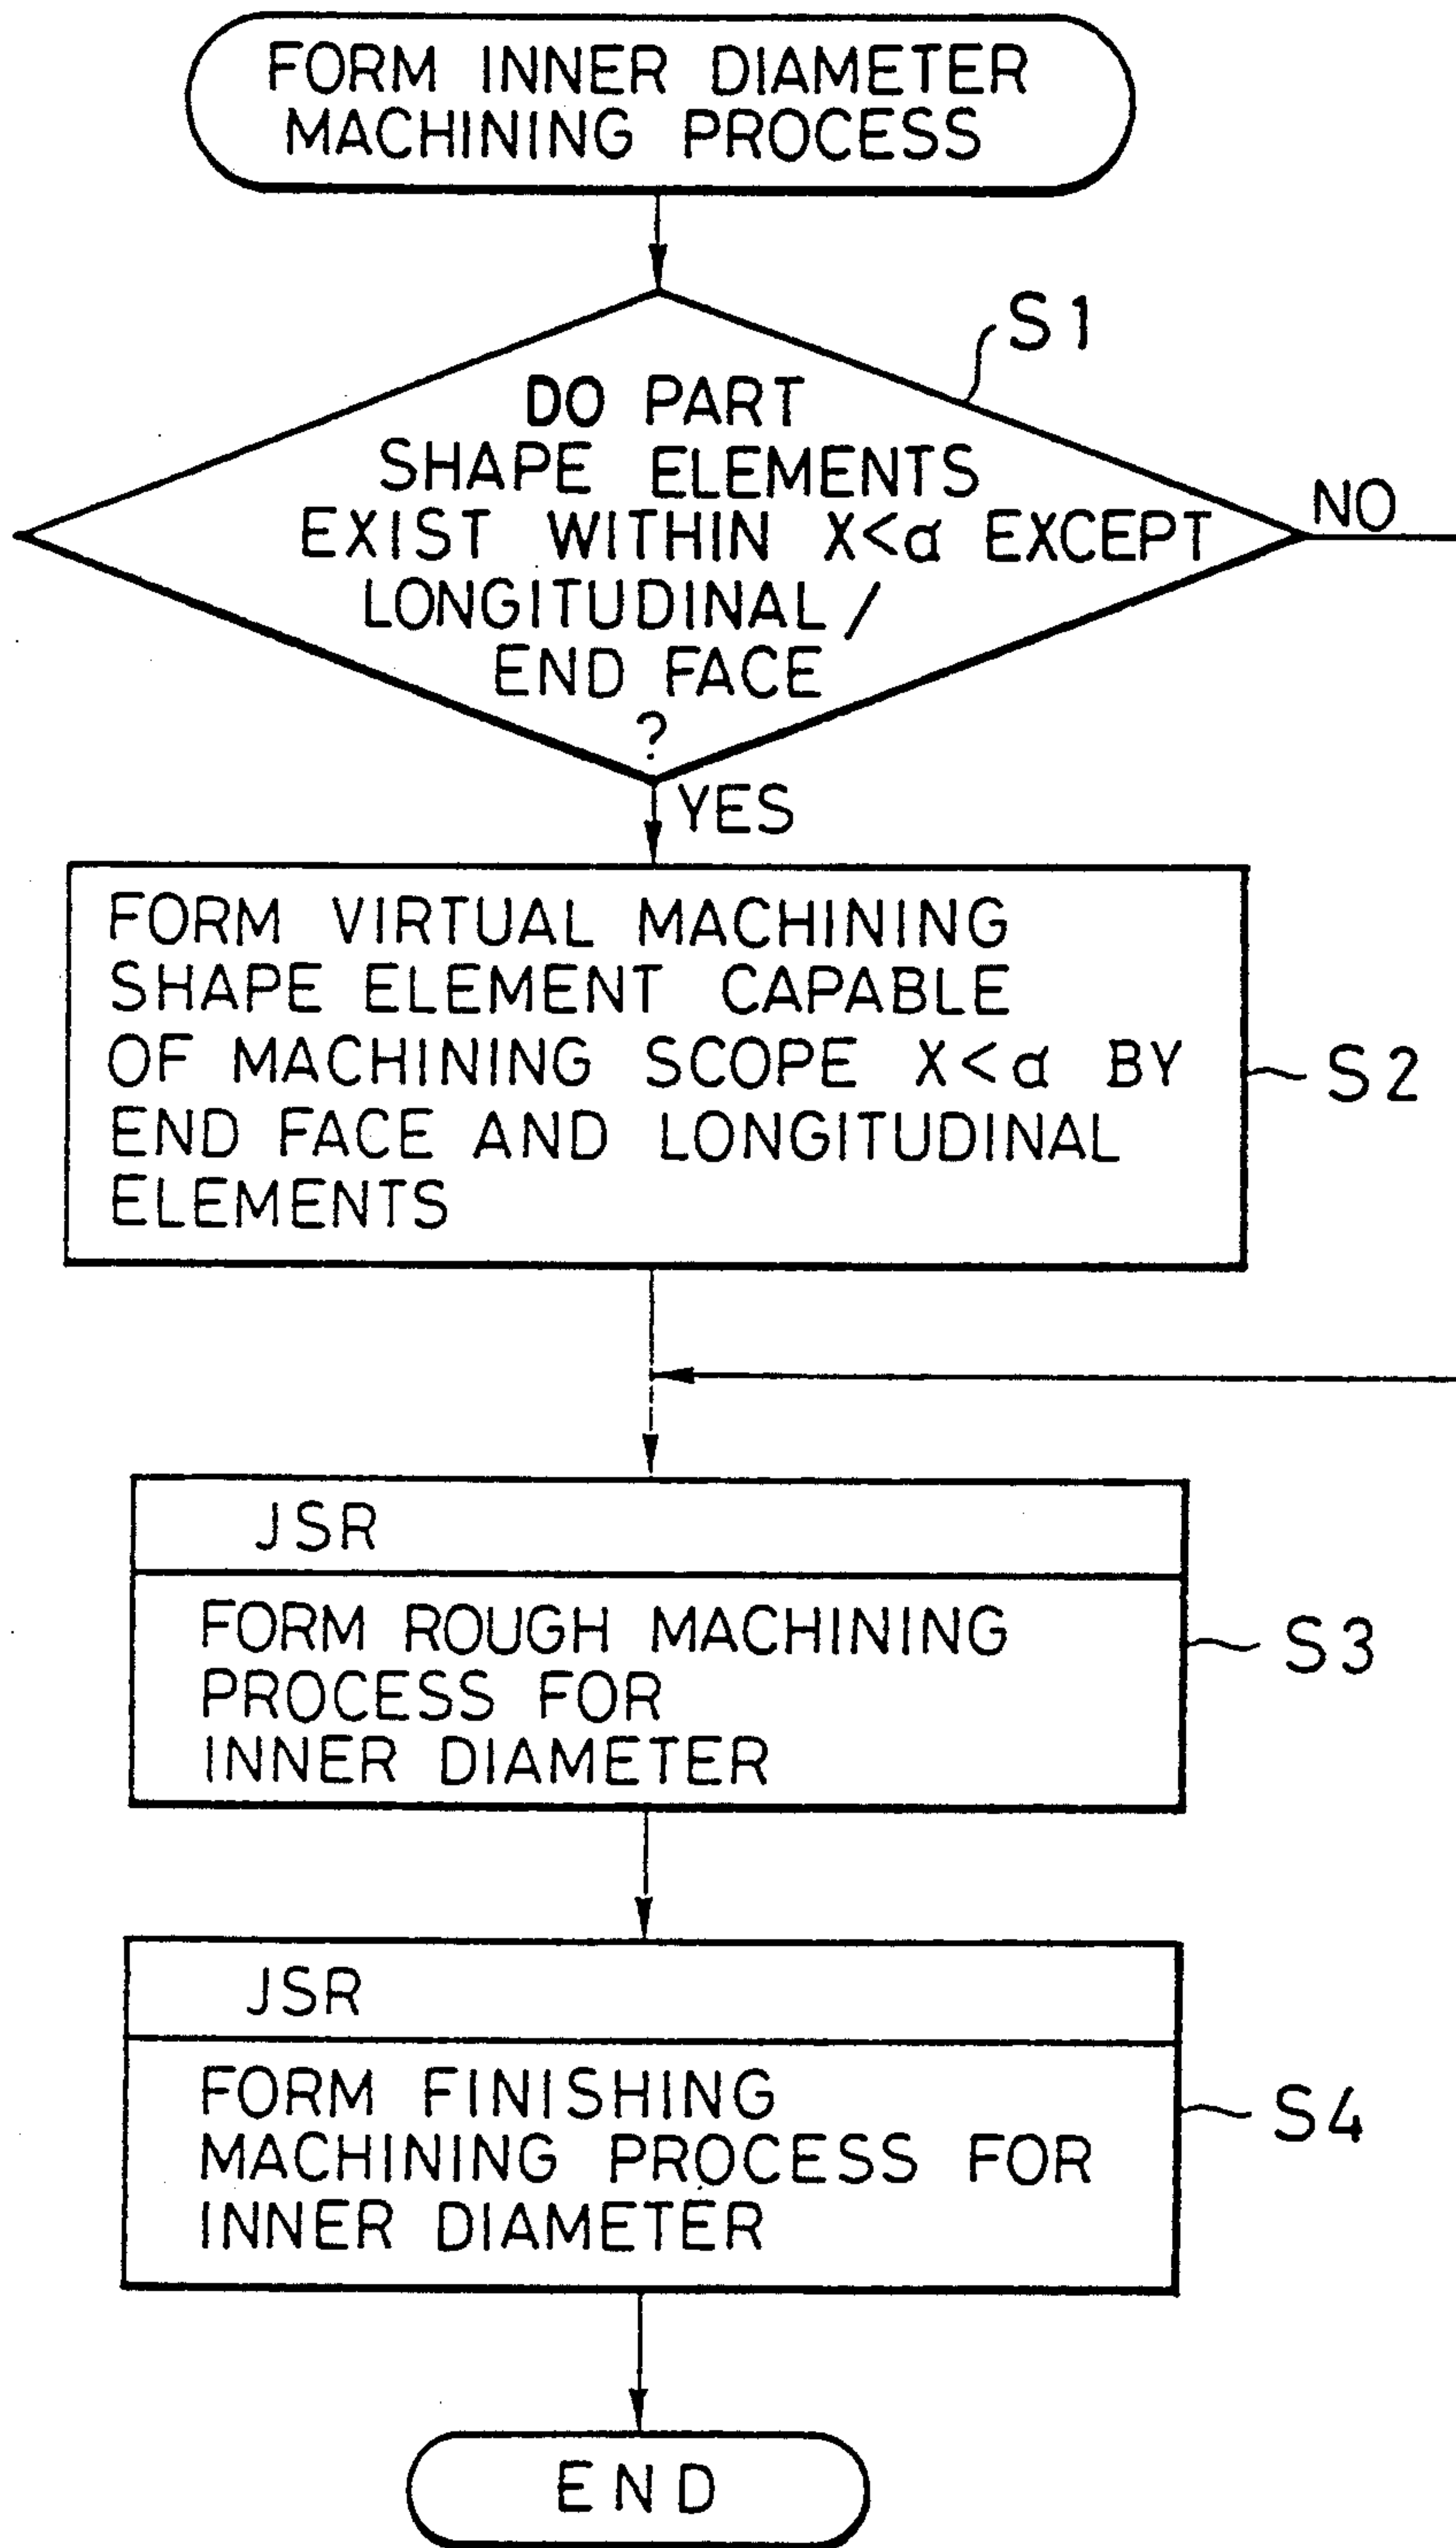 FORM INNER DIAMETER
MACHINING PROCESS
S1
DO PART
SHAPE ELEMENTS
EXIST WITHIN X<α EXCEPT
LONGITUDINAL/
END FACE
?
NO
YES
FORM VIRTUAL MACHINING
SHAPE ELEMENT CAPABLE
OF MACHINING SCOPE X<α BY
END FACE AND LONGITUDINAL
ELEMENTS
S2
JSR
FORM ROUGH MACHINING
PROCESS FOR
INNER DIAMETER
S3
JSR
FORM FINISHING
MACHINING PROCESS FOR
INNER DIAMETER
S4
END